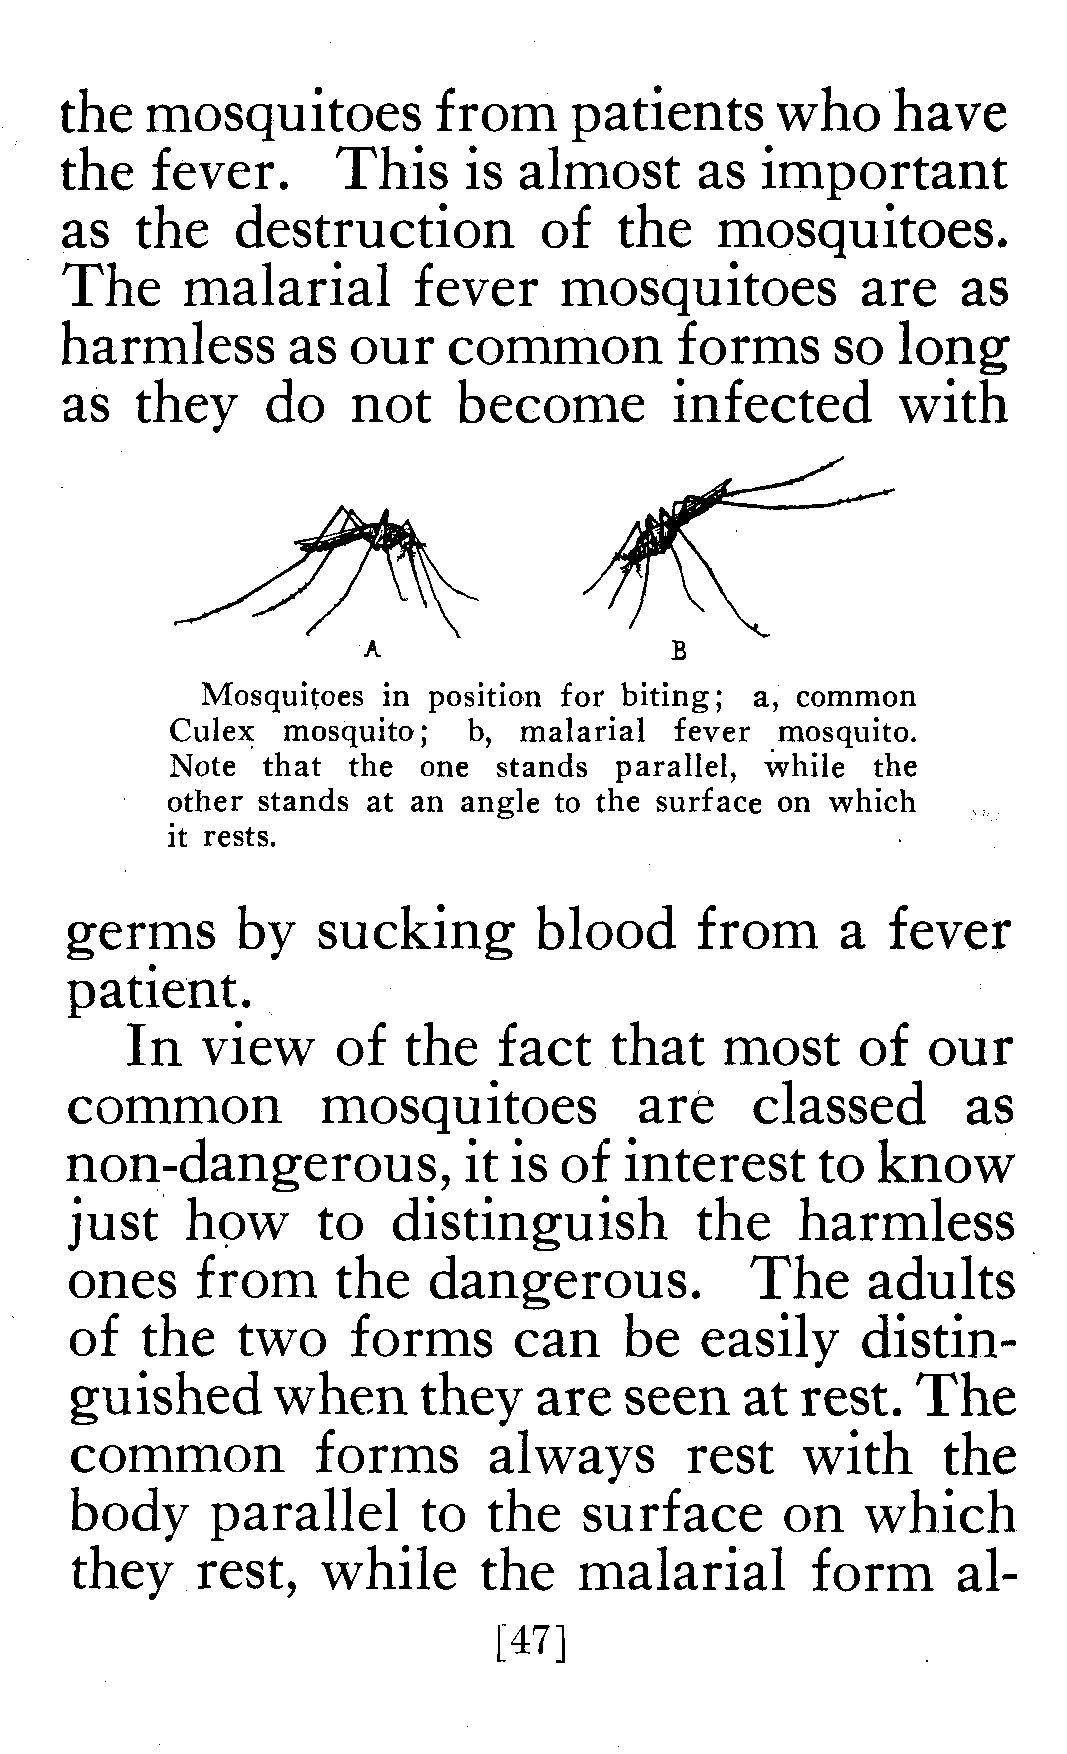 the mosquitoes from patients who have
the fever. This is almost as important
as the destruction of the mosquitoes.
The malarial fever mosquitoes are as
harmless as our common forms so long
as they do not become infected with
A B
Mosquitoes in position for biting; a, common
Culex mosquito; b, malarial fever mosquito.
Note that the one stands parallel, while the
other stands at an angle to the surface on which
it rests.
germs by sucking blood from a fever
patient.
In view of the fact that most of our
common mosquitoes are classed as
non-dangerous, it is of interest to know
just how to distinguish the harmless
ones from the dangerous. The adults
of the two forms can be easily distin-
guished when they are seen at rest. The
common forms always rest with the
body parallel to the surface on which
they rest, while the malarial form al-
[47]